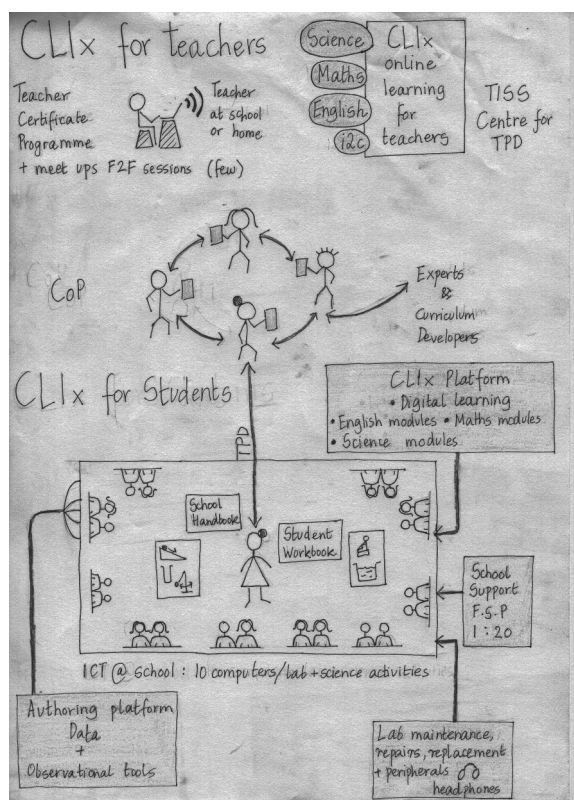 CLIx for teachers
Teacher
Certificate
Programme
+ meet ups F2F sessions (few)
Teacher
at school
or home
Science
Maths
English
i2c
CLIx
online
learning
for
teachers
TISS
Centre for
TPD
CoP
Experts
&
Curriculum
Developers
CLIx for Students
TPD
CLIx Platform
• Digital learning
• English modules • Maths modules
• Science modules
School
Handbook
Student
Workbook
School
Support
F.S.P
1 : 20
ICT @ school : 10 computers/lab + science activities
Authoring platform
Data
+
Observational tools
Lab maintenance,
repairs, replacement
+ peripherals
headphones